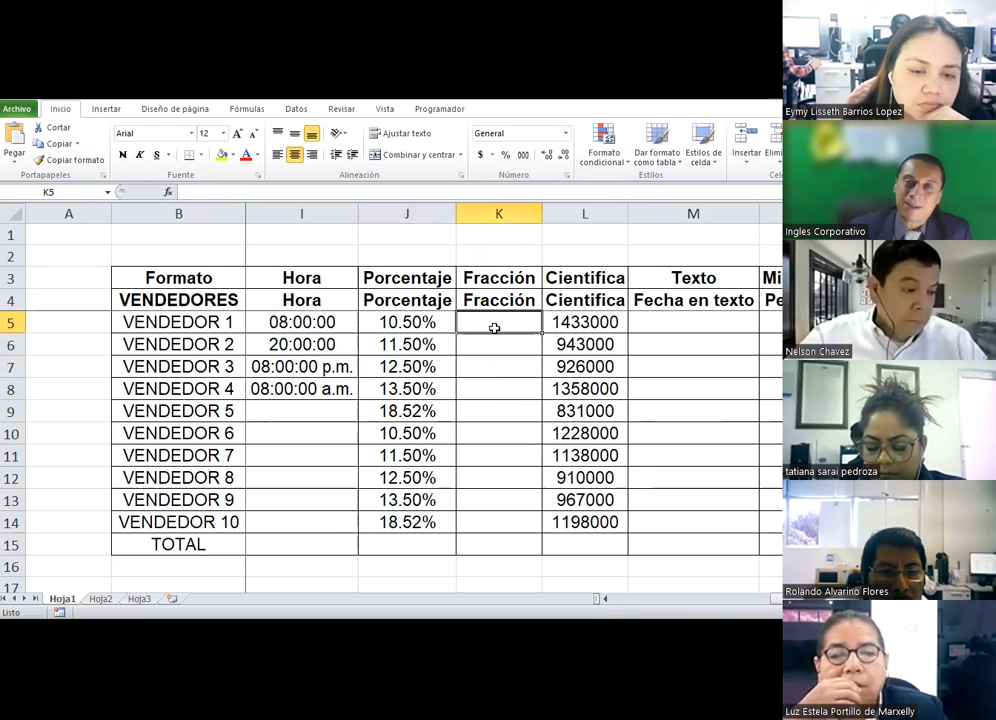 Archivo Inicio Insertar Diseño de página Fórmulas Datos Revisar Vista Programador
Pegar
Cortar
Copiar
Copiar formato
Portapapeles
Arial 12
N K S
Fuente
Ajustar texto
Combinar y centrar
Alineación
General
$ % 000
Número
Formato condicional
Dar formato como tabla
Estilos de celda
Estilos
Insertar
K5 fx
A B I J K L M
1
2
3 Formato Hora Porcentaje Fracción Cientifica Texto
4 VENDEDORES Hora Porcentaje Fracción Cientifica Fecha en texto
5 VENDEDOR 1 08:00:00 10.50% 1433000
6 VENDEDOR 2 20:00:00 11.50% 943000
7 VENDEDOR 3 08:00:00 p.m. 12.50% 926000
8 VENDEDOR 4 08:00:00 a.m. 13.50% 1358000
9 VENDEDOR 5 18.52% 831000
10 VENDEDOR 6 10.50% 1228000
11 VENDEDOR 7 11.50% 1138000
12 VENDEDOR 8 12.50% 910000
13 VENDEDOR 9 13.50% 967000
14 VENDEDOR 10 18.52% 1198000
15 TOTAL
16
17
Hoja1 Hoja2 Hoja3
Listo
Eymy Lisseth Barrios Lopez
Ingles Corporativo
Nelson Chavez
tatiana sarai pedroza
Rolando Alvarino Flores
Luz Estela Portillo de Marxelly